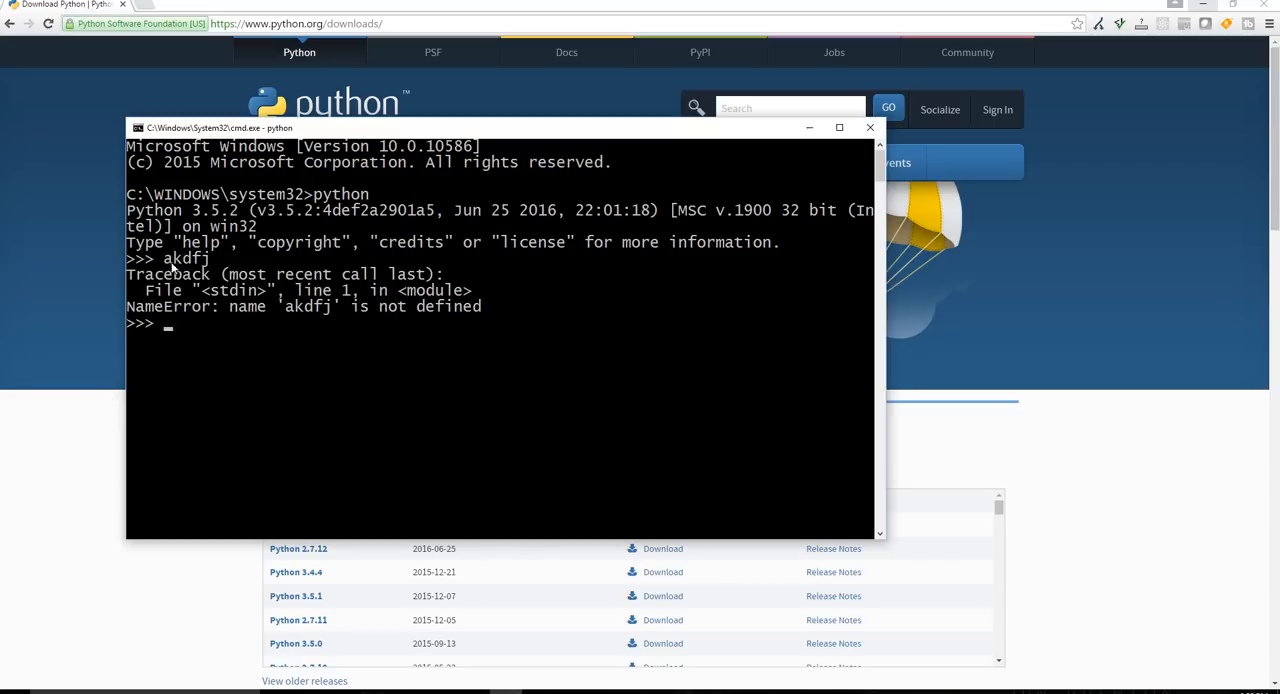 Download Python | Pytho
Python Software Foundation [US]
https://www.python.org/downloads/
Python
PSF
Docs
PyPI
Jobs
Community
python™
Search
GO
Socialize
Sign In
C:\Windows\System32\cmd.exe - python
Microsoft Windows [Version 10.0.10586]
(c) 2015 Microsoft Corporation. All rights reserved.
C:\WINDOWS\system32>python
Python 3.5.2 (v3.5.2:4def2a2901a5, Jun 25 2016, 22:01:18) [MSC v.1900 32 bit (In
tel)] on win32
Type "help", "copyright", "credits" or "license" for more information.
>>> akdfj
Traceback (most recent call last):
  File "<stdin>", line 1, in <module>
NameError: name 'akdfj' is not defined
>>> _
vents
Python 2.7.12 2016-06-25 Download Release Notes
Python 3.4.4 2015-12-21 Download Release Notes
Python 3.5.1 2015-12-07 Download Release Notes
Python 2.7.11 2015-12-05 Download Release Notes
Python 3.5.0 2015-09-13 Download Release Notes
View older releases